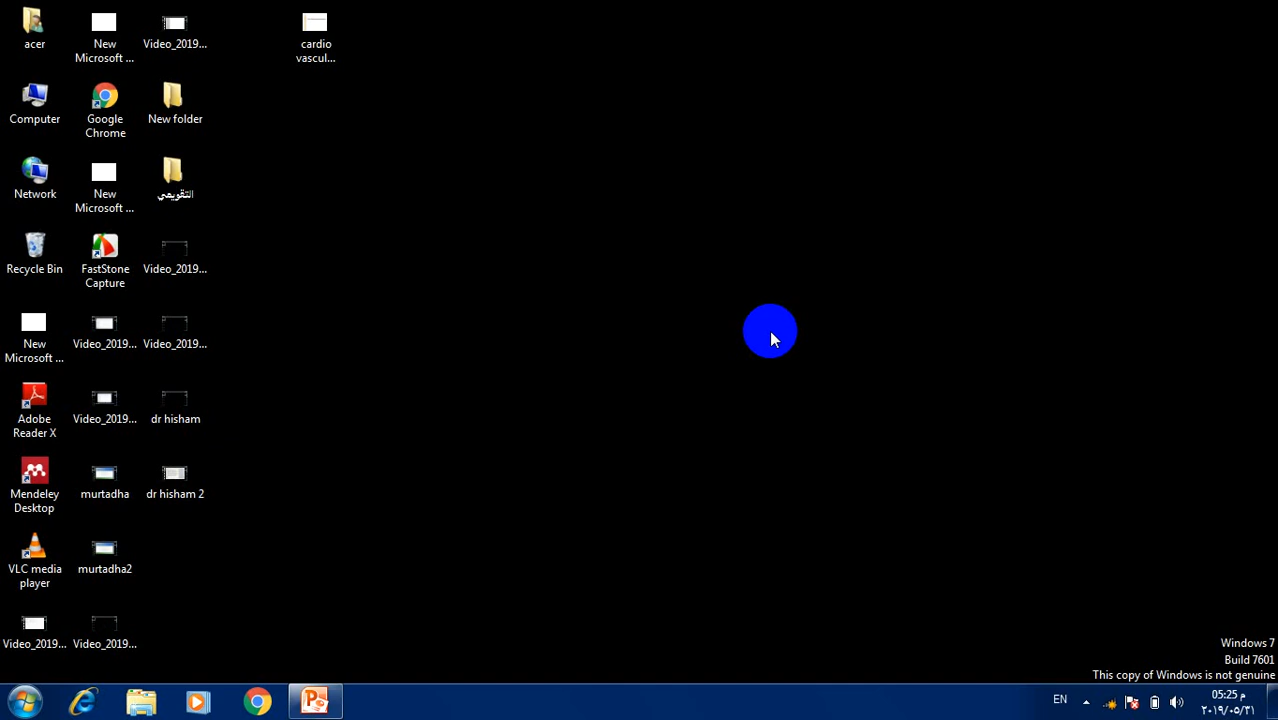 acer
New
Microsoft ...
Video_2019...
cardio
vascul...
Computer
Google
Chrome
New folder
Network
New
Microsoft ...
التقويمي
Recycle Bin
FastStone
Capture
Video_2019...
New
Microsoft ...
Video_2019...
Video_2019...
Adobe
Reader X
Video_2019...
dr hisham
Mendeley
Desktop
murtadha
dr hisham 2
VLC media
player
murtadha2
Video_2019...
Video_2019...
Windows 7
Build 7601
This copy of Windows is not genuine
EN
05:25 م
٢٠١٩/٠٥/٣١